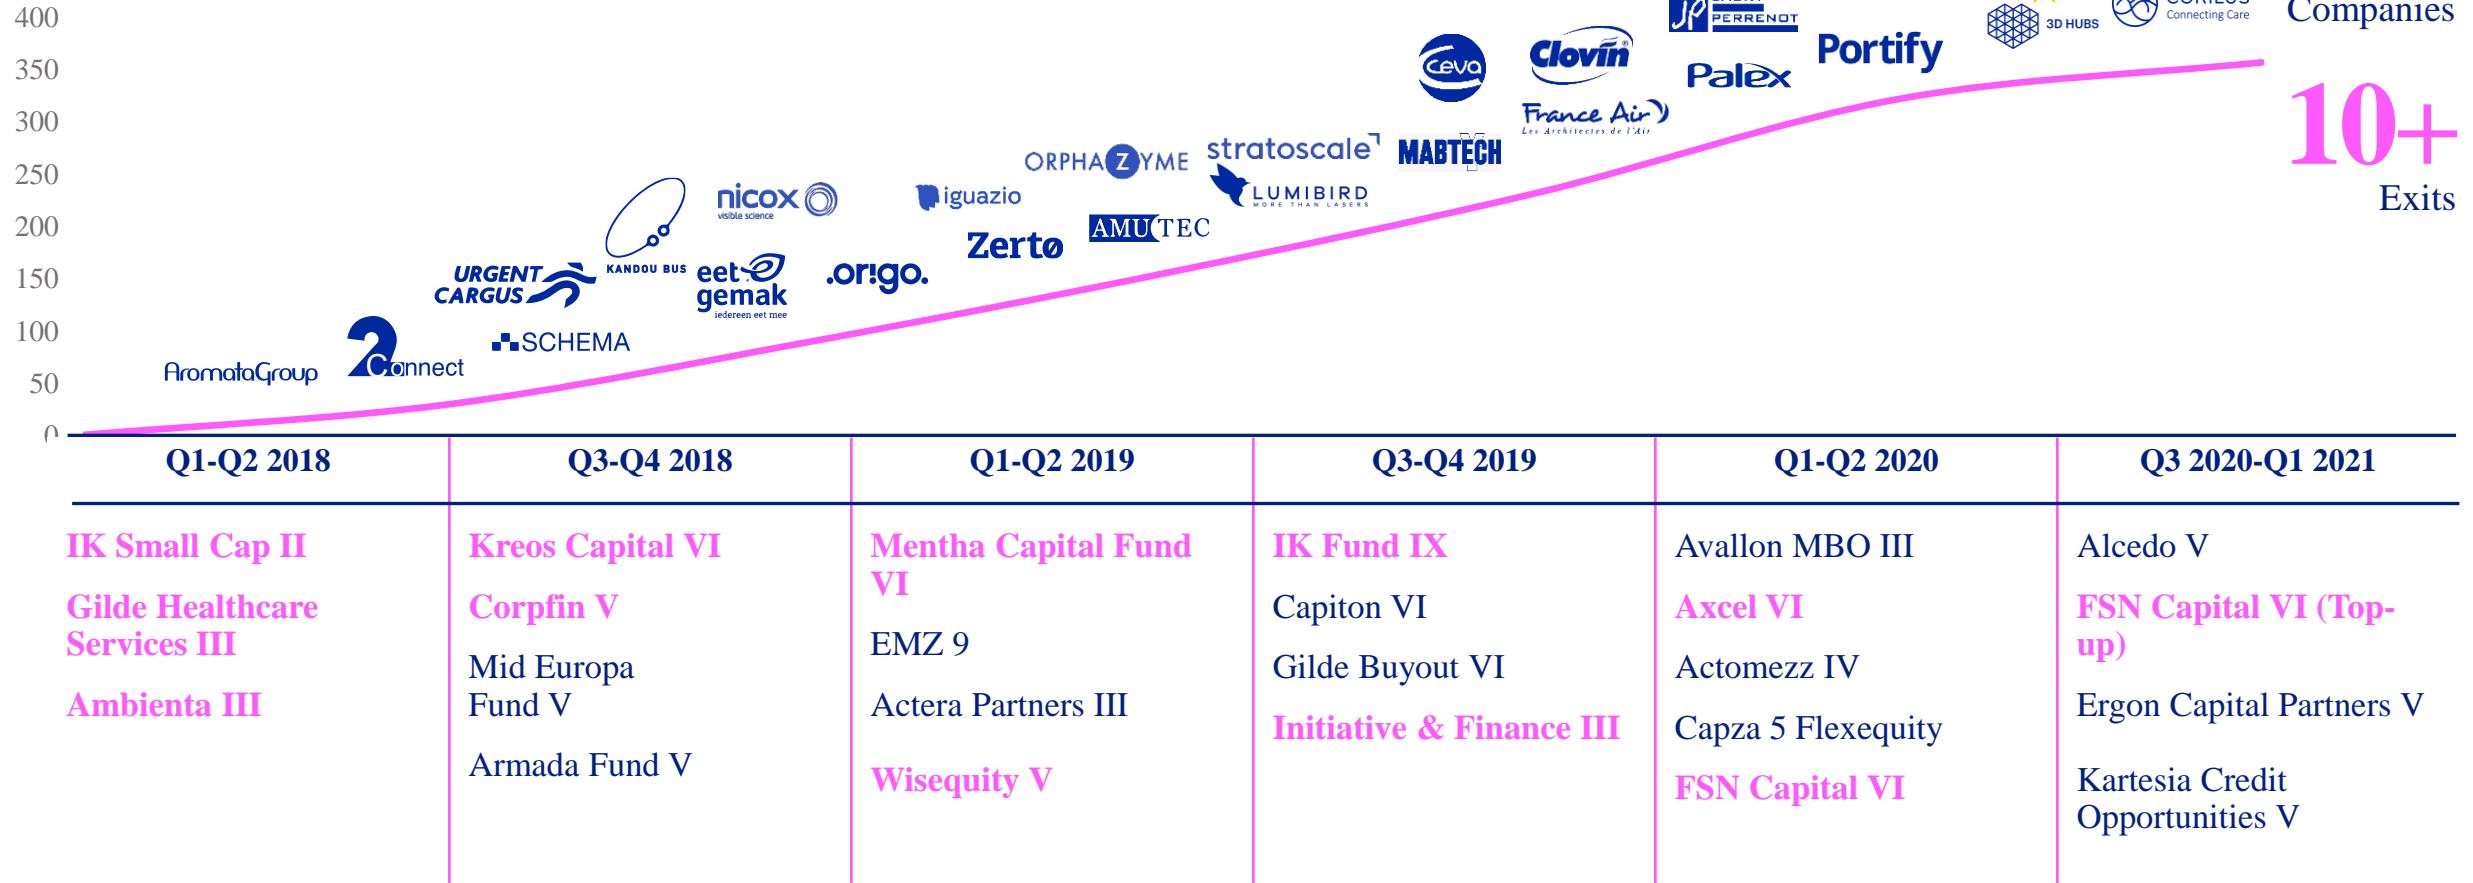 400
350
300
250
200
150
100
50
0
PERRENOT
3D HUBS
Connecting Care
Companies
ceva
Clovin
Portify
Palex
10+
Exits
France Air
Les Architectes de l'Air
ORPHAZYME
stratoscale
MABTECH
nicox
visible science
iguazio
LUMIBIRD
MORE THAN LASERS
AMUTEC
Zerto
URGENT
CARGUS
KANDOU BUS
eet
gemak
iedereen eet mee
.origo.
SCHEMA
2Connect
AromataGroup
Q1-Q2 2018
Q3-Q4 2018
Q1-Q2 2019
Q3-Q4 2019
Q1-Q2 2020
Q3 2020-Q1 2021
IK Small Cap II
Gilde Healthcare
Services III
Ambienta III
Kreos Capital VI
Corpfin V
Mid Europa
Fund V
Armada Fund V
Mentha Capital Fund
VI
EMZ 9
Actera Partners III
Wisequity V
IK Fund IX
Capiton VI
Gilde Buyout VI
Initiative & Finance III
Avallon MBO III
Axcel VI
Actomezz IV
Capza 5 Flexequity
FSN Capital VI
Alcedo V
FSN Capital VI (Top-
up)
Ergon Capital Partners V
Kartesia Credit
Opportunities V